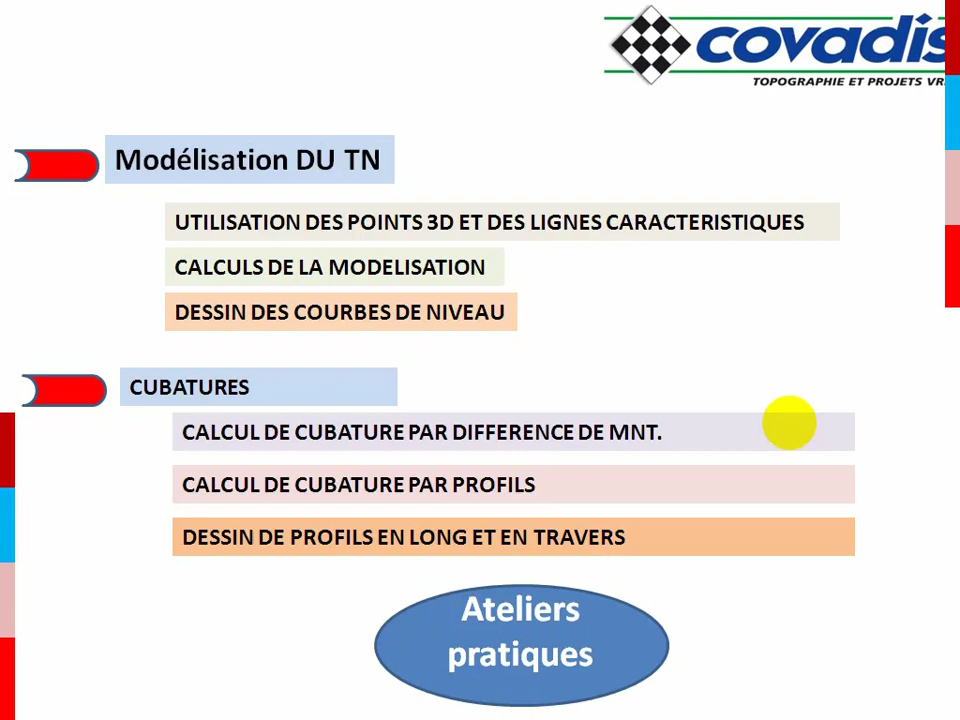 covadis
TOPOGRAPHIE ET PROJETS
Modélisation DU TN
UTILISATION DES POINTS 3D ET DES LIGNES CARACTERISTIQUES
CALCULS DE LA MODELISATION
DESSIN DES COURBES DE NIVEAU
CUBATURES
CALCUL DE CUBATURE PAR DIFFERENCE DE MNT.
CALCUL DE CUBATURE PAR PROFILS
DESSIN DE PROFILS EN LONG ET EN TRAVERS
Ateliers
pratiques